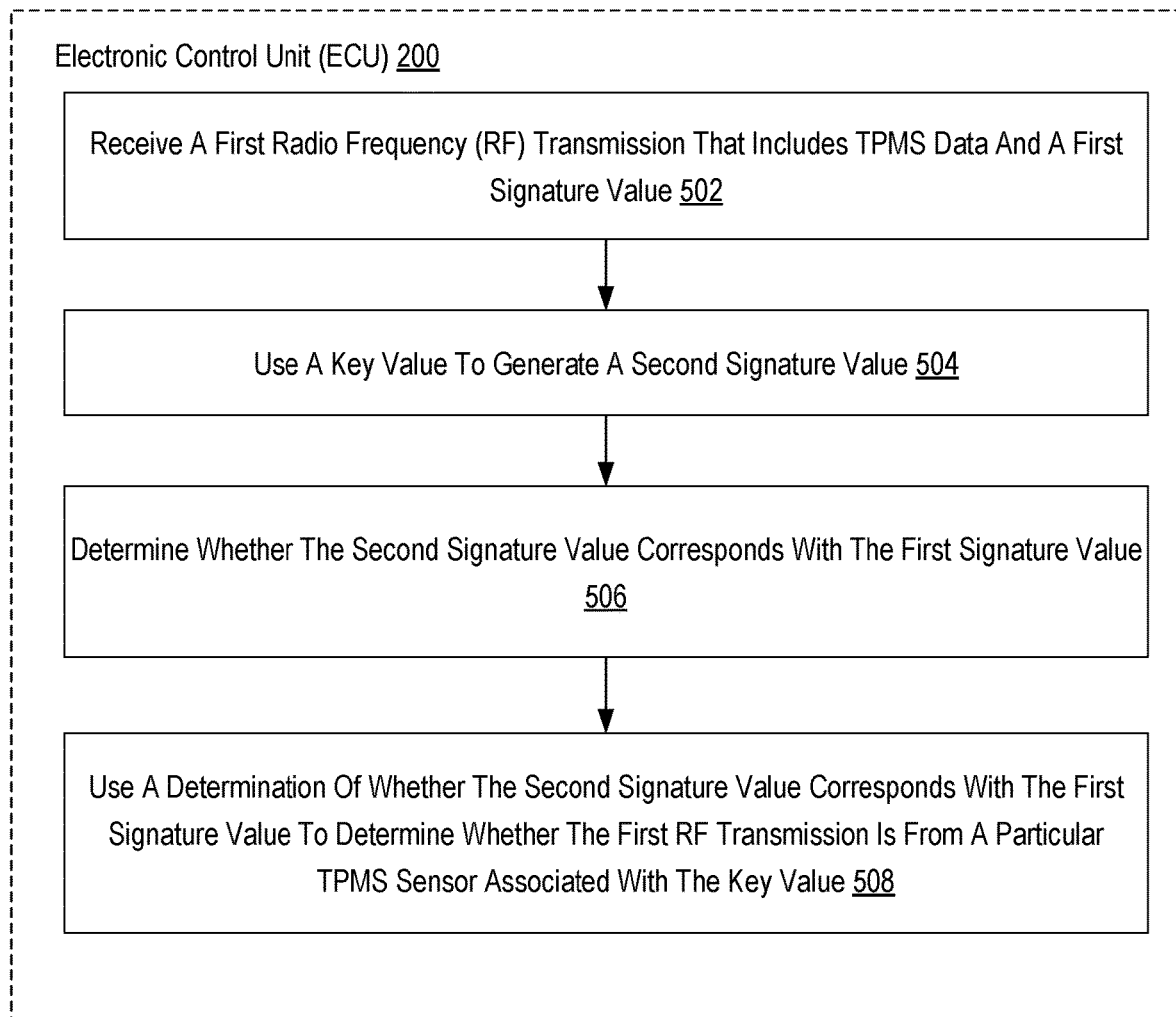 Electronic Control Unit (ECU) 200
Receive A First Radio Frequency (RF) Transmission That Includes TPMS Data And A First
Signature Value 502
Use A Key Value To Generate A Second Signature Value 504
Determine Whether The Second Signature Value Corresponds With The First Signature Value
506
Use A Determination Of Whether The Second Signature Value Corresponds With The First
Signature Value To Determine Whether The First RF Transmission Is From A Particular
TPMS Sensor Associated With The Key Value 508